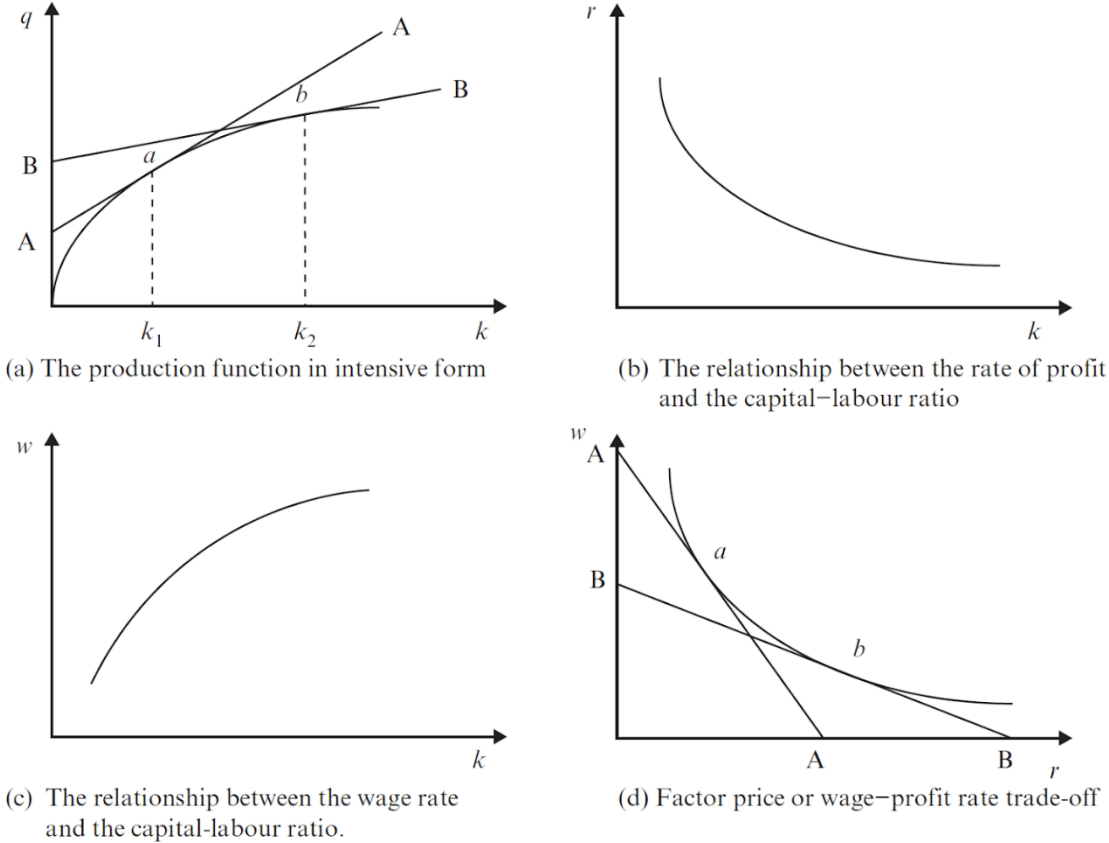 q
A
B
b
a
B
A
k₁
k₂
k
(a) The production function in intensive form
r
k
(b) The relationship between the rate of profit
and the capital−labour ratio
w
k
(c) The relationship between the wage rate
and the capital-labour ratio.
w
A
a
B
b
A
B
r
(d) Factor price or wage−profit rate trade-off